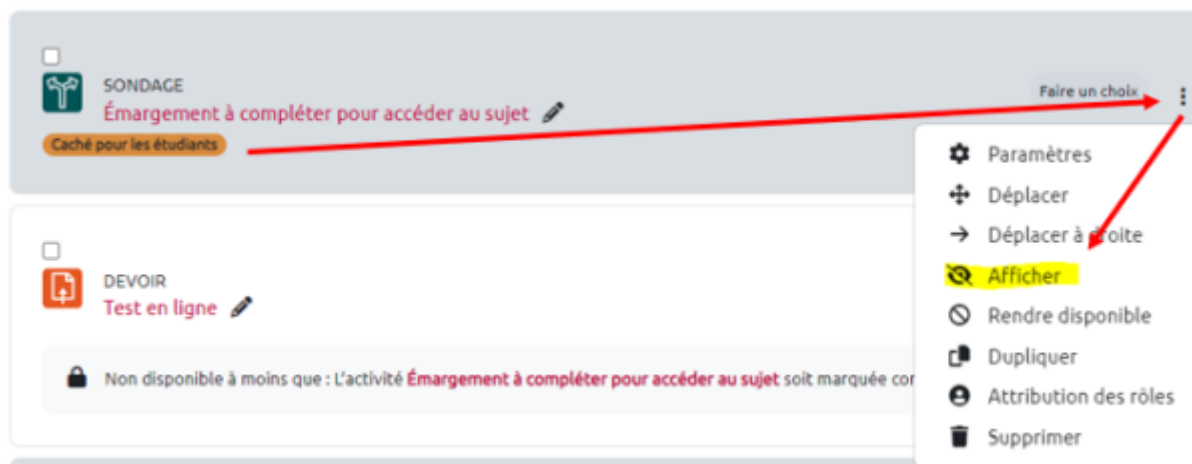 SONDAGE
Faire un choix
Émargement à compléter pour accéder au sujet
Caché pour les étudiants
Paramètres
Déplacer
Déplacer à droite
Afficher
Rendre disponible
Dupliquer
Attribution des rôles
Supprimer
DEVOIR
Test en ligne
Non disponible à moins que : L'activité Émargement à compléter pour accéder au sujet soit marquée